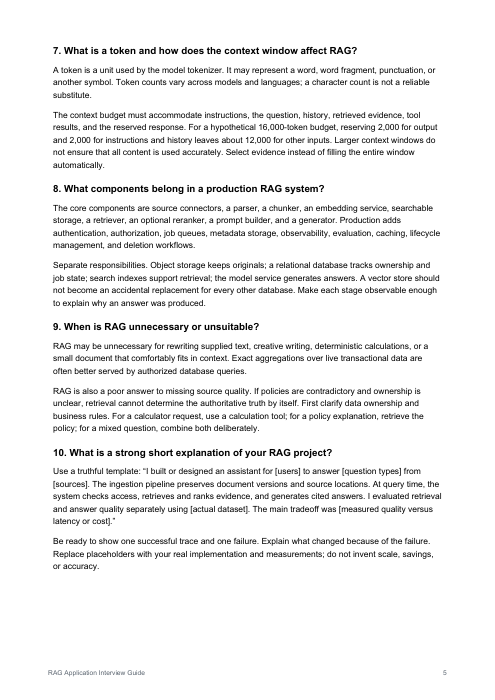 7. What is a token and how does the context window affect RAG?
A token is a unit used by the model tokenizer. It may represent a word, word fragment, punctuation, or
another symbol. Token counts vary across models and languages; a character count is not a reliable
substitute.
The context budget must accommodate instructions, the question, history, retrieved evidence, tool
results, and the reserved response. For a hypothetical 16,000-token budget, reserving 2,000 for output
and 2,000 for instructions and history leaves about 12,000 for other inputs. Larger context windows do
not ensure that all content is used accurately. Select evidence instead of filling the entire window
automatically.
8. What components belong in a production RAG system?
The core components are source connectors, a parser, a chunker, an embedding service, searchable
storage, a retriever, an optional reranker, a prompt builder, and a generator. Production adds
authentication, authorization, job queues, metadata storage, observability, evaluation, caching, lifecycle
management, and deletion workflows.
Separate responsibilities. Object storage keeps originals; a relational database tracks ownership and
job state; search indexes support retrieval; the model service generates answers. A vector store should
not become an accidental replacement for every other database. Make each stage observable enough
to explain why an answer was produced.
9. When is RAG unnecessary or unsuitable?
RAG may be unnecessary for rewriting supplied text, creative writing, deterministic calculations, or a
small document that comfortably fits in context. Exact aggregations over live transactional data are
often better served by authorized database queries.
RAG is also a poor answer to missing source quality. If policies are contradictory and ownership is
unclear, retrieval cannot determine the authoritative truth by itself. First clarify data ownership and
business rules. For a calculator request, use a calculation tool; for a policy explanation, retrieve the
policy; for a mixed question, combine both deliberately.
10. What is a strong short explanation of your RAG project?
Use a truthful template: “I built or designed an assistant for [users] to answer [question types] from
[sources]. The ingestion pipeline preserves document versions and source locations. At query time, the
system checks access, retrieves and ranks evidence, and generates cited answers. I evaluated retrieval
and answer quality separately using [actual dataset]. The main tradeoff was [measured quality versus
latency or cost].”
Be ready to show one successful trace and one failure. Explain what changed because of the failure.
Replace placeholders with your real implementation and measurements; do not invent scale, savings,
or accuracy.
RAG Application Interview Guide
5